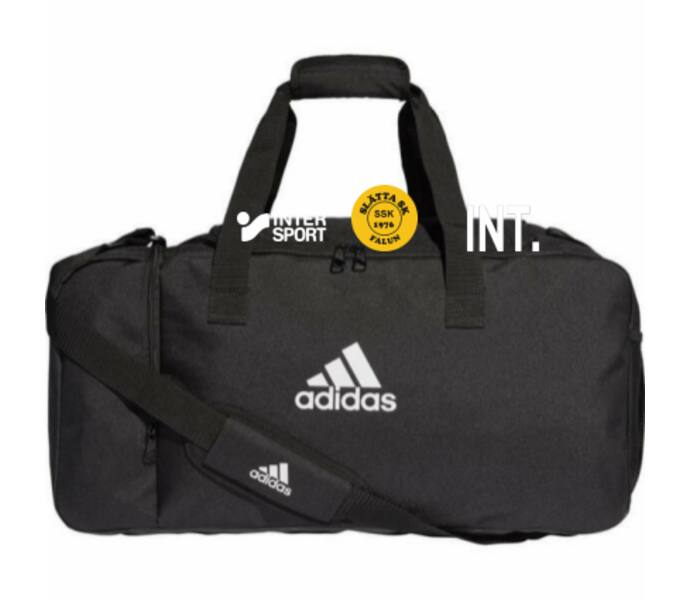 INTER
SPORT
SLÄTTA SK
SSK
1976
FALUN
INT.
adidas
adidas